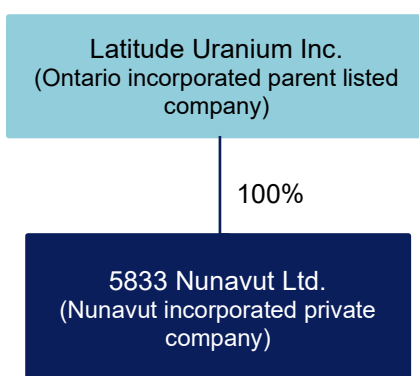 Latitude Uranium Inc.
(Ontario incorporated parent listed
company)
100%
5833 Nunavut Ltd.
(Nunavut incorporated private
company)